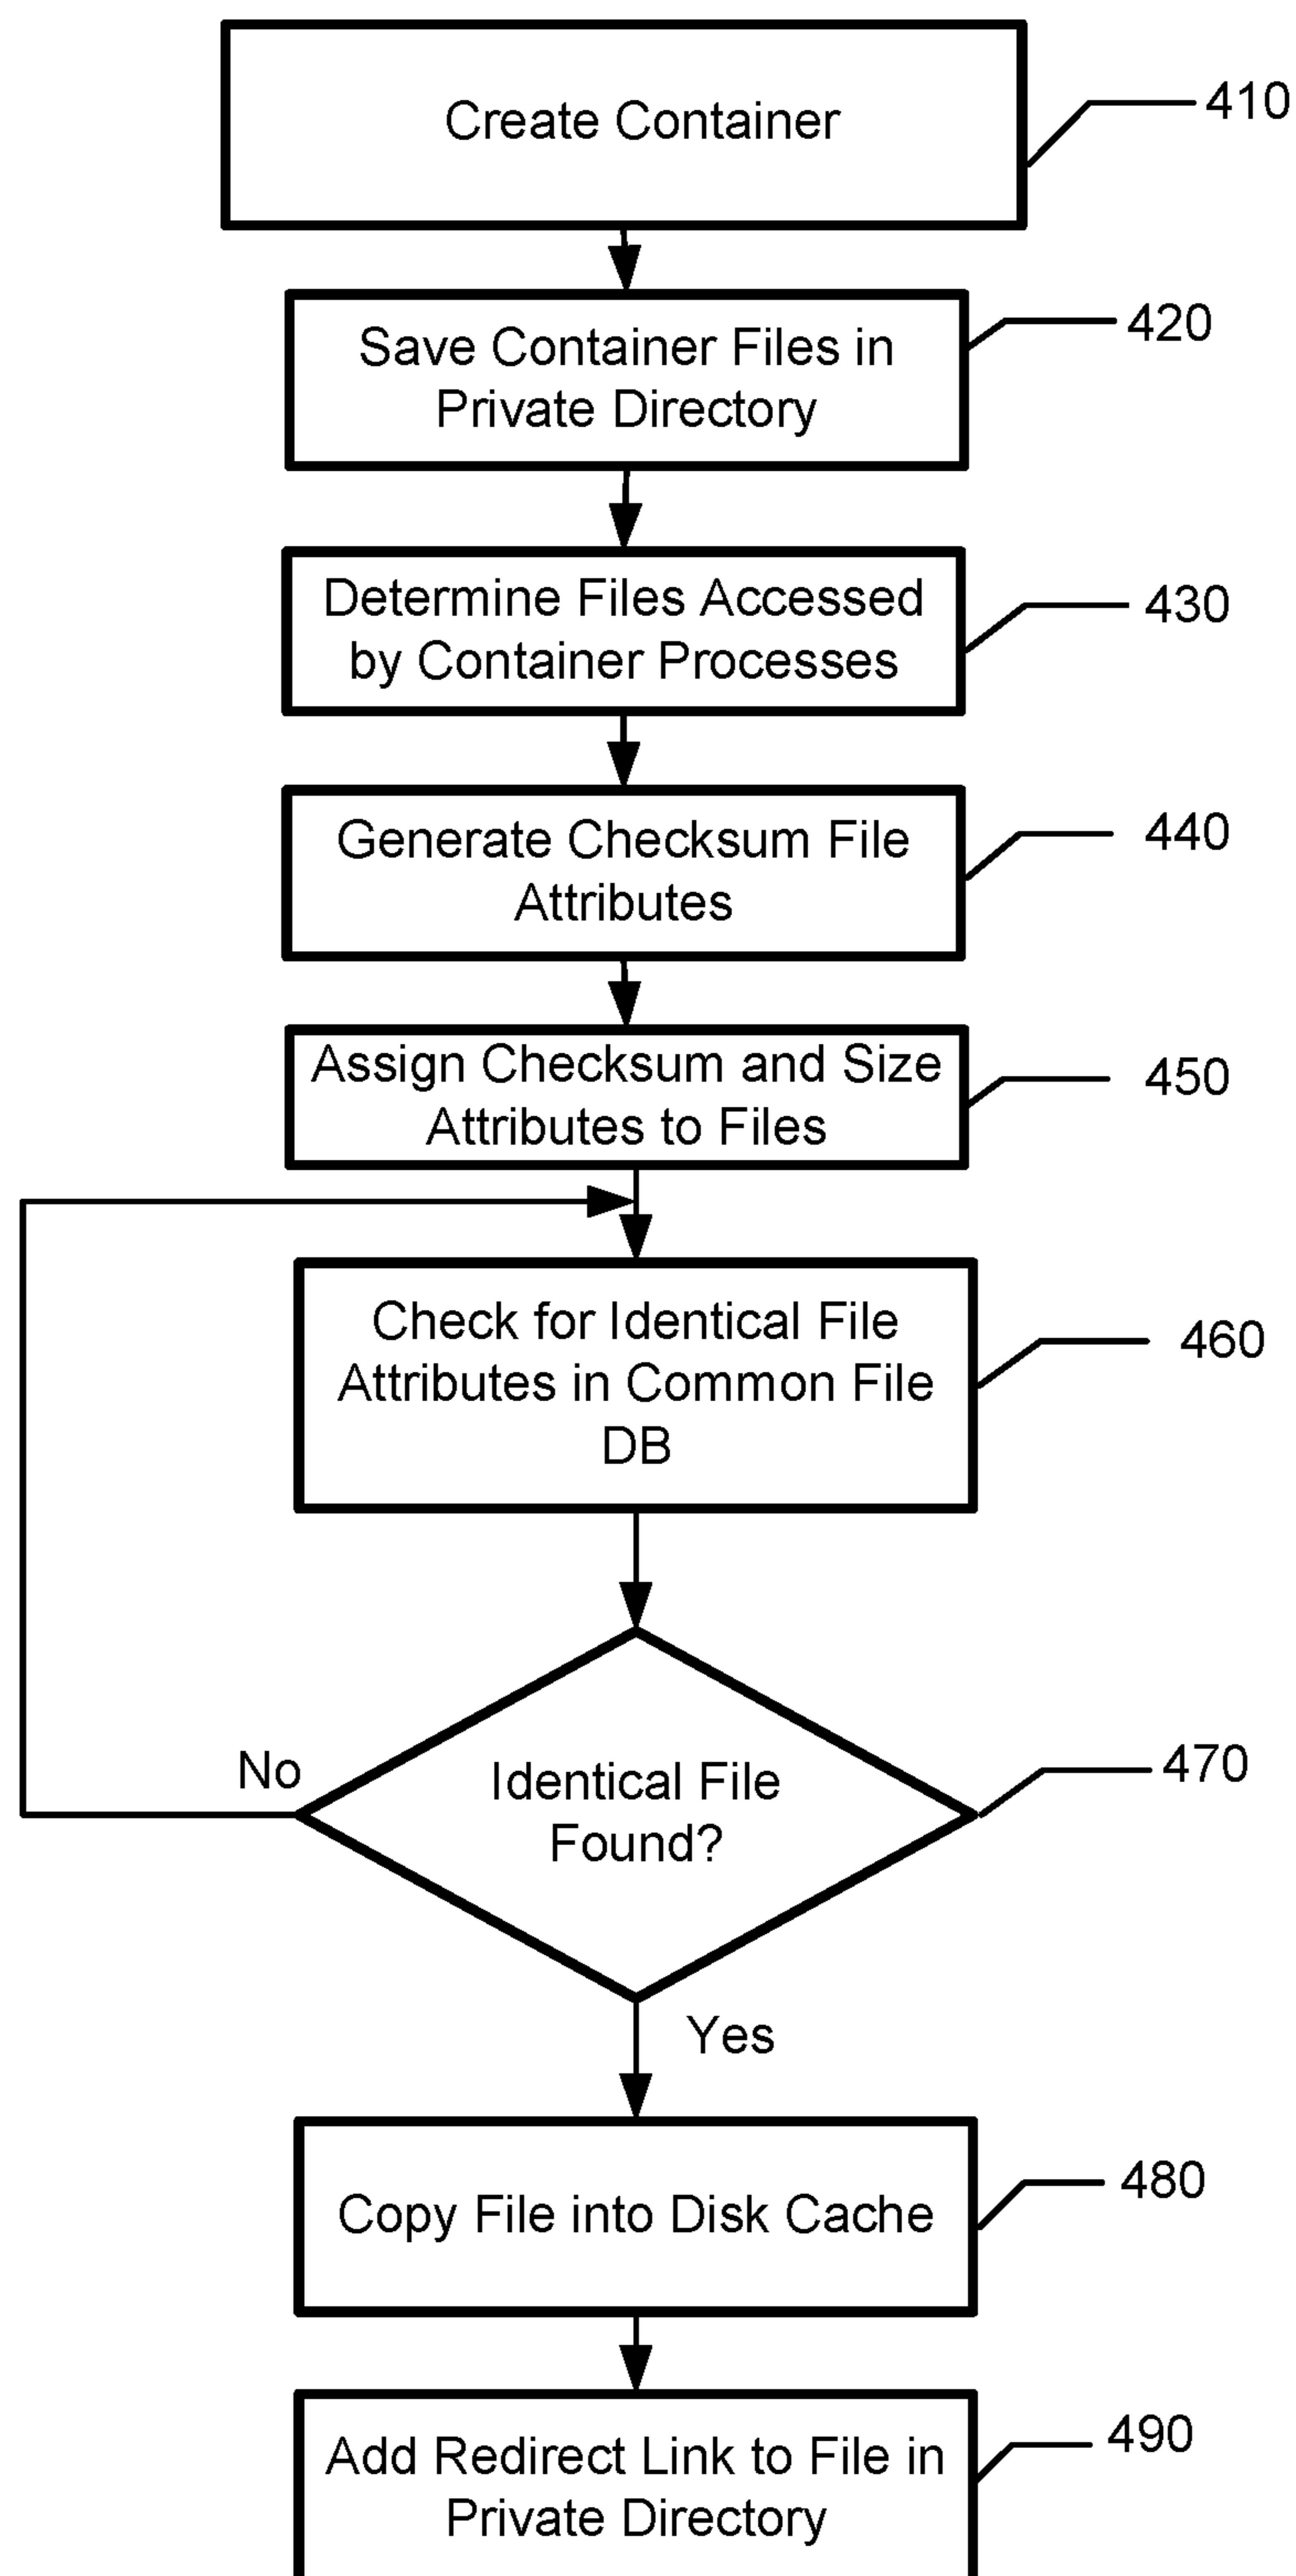 Create Container
410
Save Container Files in
Private Directory
420
Determine Files Accessed
by Container Processes
430
Generate Checksum File
Attributes
440
Assign Checksum and Size
Attributes to Files
450
Check for Identical File
Attributes in Common File
DB
460
Identical File
Found?
470
No
Yes
Copy File into Disk Cache
480
Add Redirect Link to File in
Private Directory
490